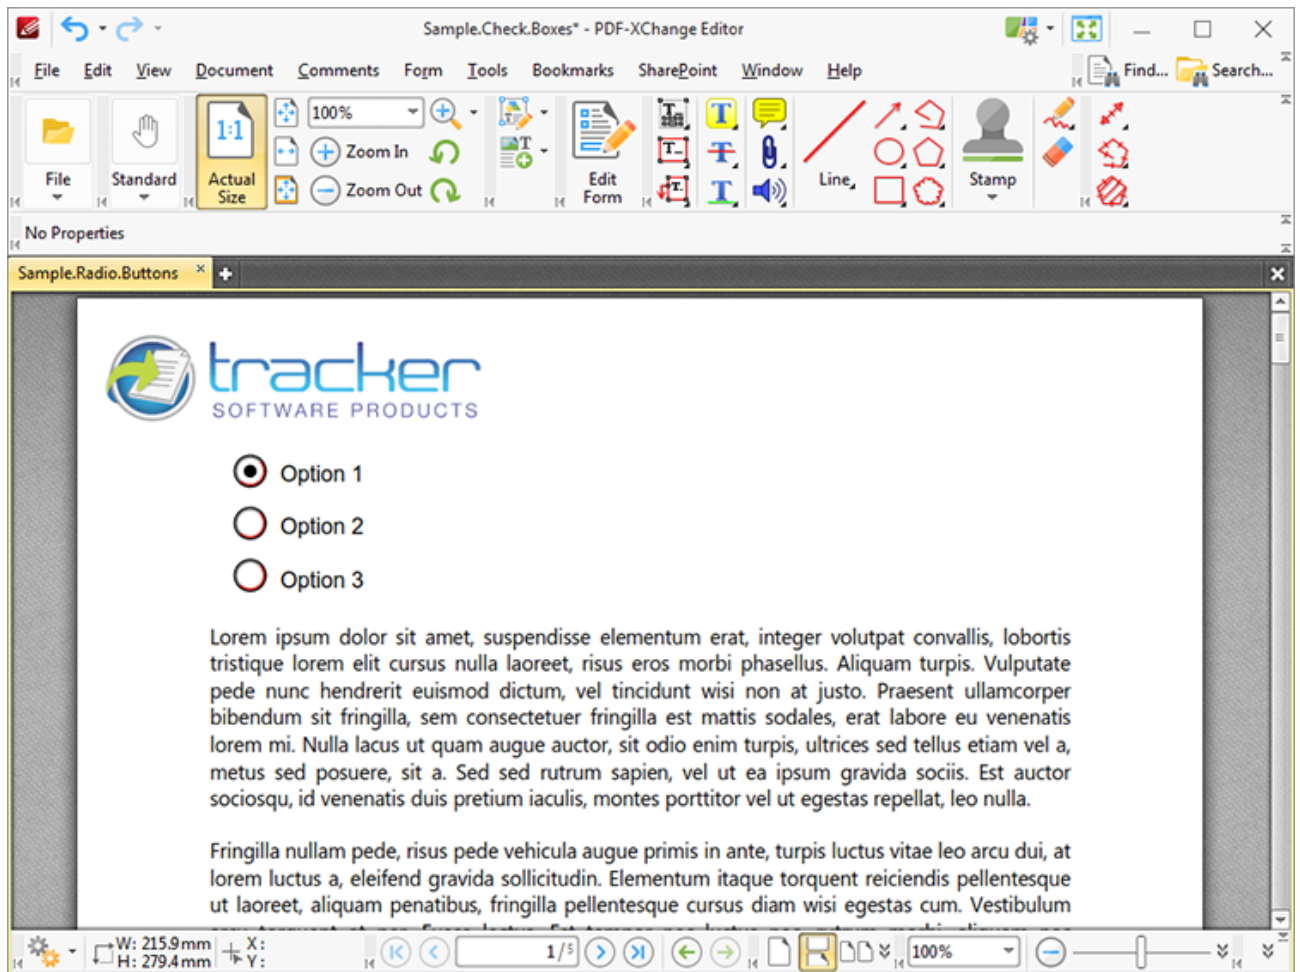 Sample.Check.Boxes* - PDF-XChange Editor
File Edit View Document Comments Form Tools Bookmarks SharePoint Window Help Find... Search...
File
Standard
1:1
Actual
Size
100%
Zoom In
Zoom Out
Edit
Form
Line
Stamp
No Properties
Sample.Radio.Buttons
tracker
SOFTWARE PRODUCTS
Option 1
Option 2
Option 3
Lorem ipsum dolor sit amet, suspendisse elementum erat, integer volutpat convallis, lobortis
tristique lorem elit cursus nulla laoreet, risus eros morbi phasellus. Aliquam turpis. Vulputate
pede nunc hendrerit euismod dictum, vel tincidunt wisi non at justo. Praesent ullamcorper
bibendum sit fringilla, sem consectetuer fringilla est mattis sodales, erat labore eu venenatis
lorem mi. Nulla lacus ut quam augue auctor, sit odio enim turpis, ultrices sed tellus etiam vel a,
metus sed posuere, sit a. Sed sed rutrum sapien, vel ut ea ipsum gravida sociis. Est auctor
sociosqu, id venenatis duis pretium iaculis, montes porttitor vel ut egestas repellat, leo nulla.
Fringilla nullam pede, risus pede vehicula augue primis in ante, turpis luctus vitae leo arcu dui, at
lorem luctus a, eleifend gravida sollicitudin. Elementum itaque torquent reiciendis pellentesque
ut laoreet, aliquam penatibus, fringilla pellentesque cursus diam wisi egestas cum. Vestibulum
W: 215.9mm X:
H: 279.4mm Y:
1/5
100%